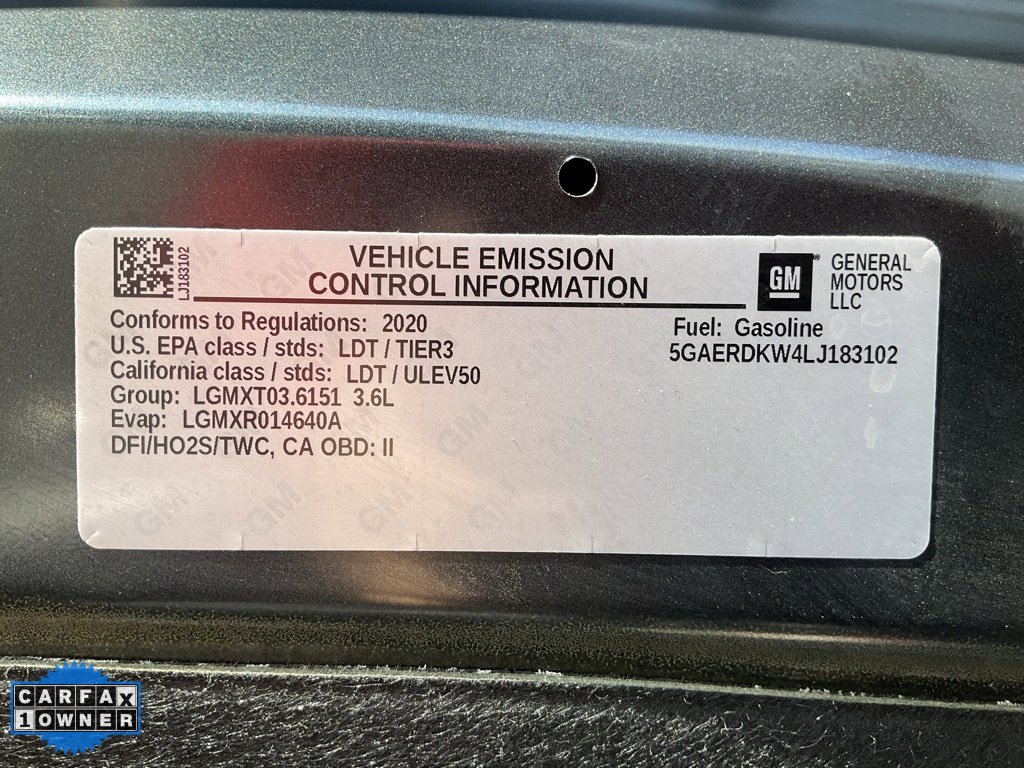 LJ183102
VEHICLE EMISSION
CONTROL INFORMATION
GM
GENERAL
MOTORS
LLC
Conforms to Regulations: 2020
U.S. EPA class / stds: LDT / TIER3
California class / stds: LDT / ULEV50
Group: LGMXT03.6151 3.6L
Evap: LGMXR014640A
DFI/HO2S/TWC, CA OBD: II
Fuel: Gasoline
5GAERDKW4LJ183102
CARFAX
1 OWNER